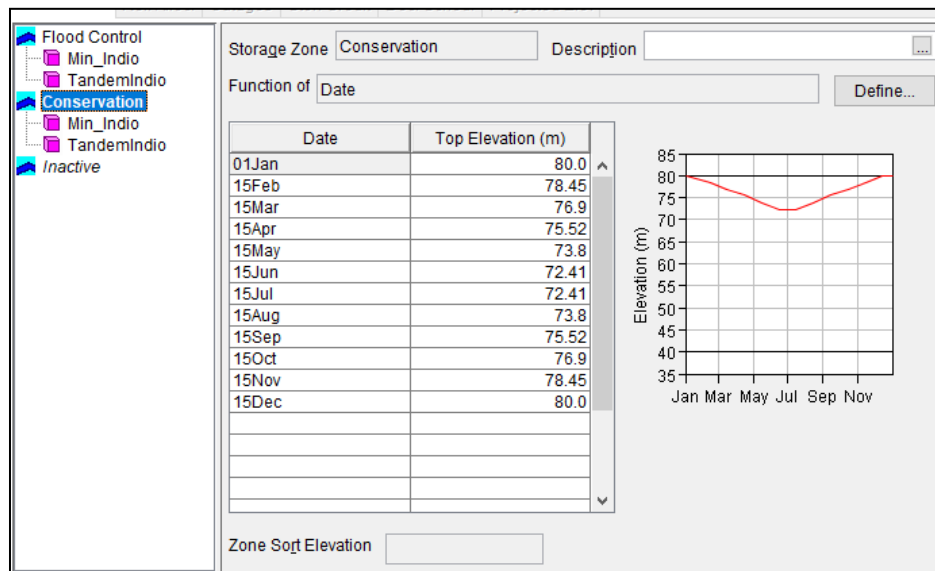 Flood Control
Min_Indio
TandemIndio
Conservation
Min_Indio
TandemIndio
Inactive
Storage Zone Conservation Description ...
Function of Date Define...
Date Top Elevation (m)
01Jan 80.0
15Feb 78.45
15Mar 76.9
15Apr 75.52
15May 73.8
15Jun 72.41
15Jul 72.41
15Aug 73.8
15Sep 75.52
15Oct 76.9
15Nov 78.45
15Dec 80.0
Zone Sort Elevation
Elevation (m)
85
80
75
70
65
60
55
50
45
40
35
Jan Mar May Jul Sep Nov